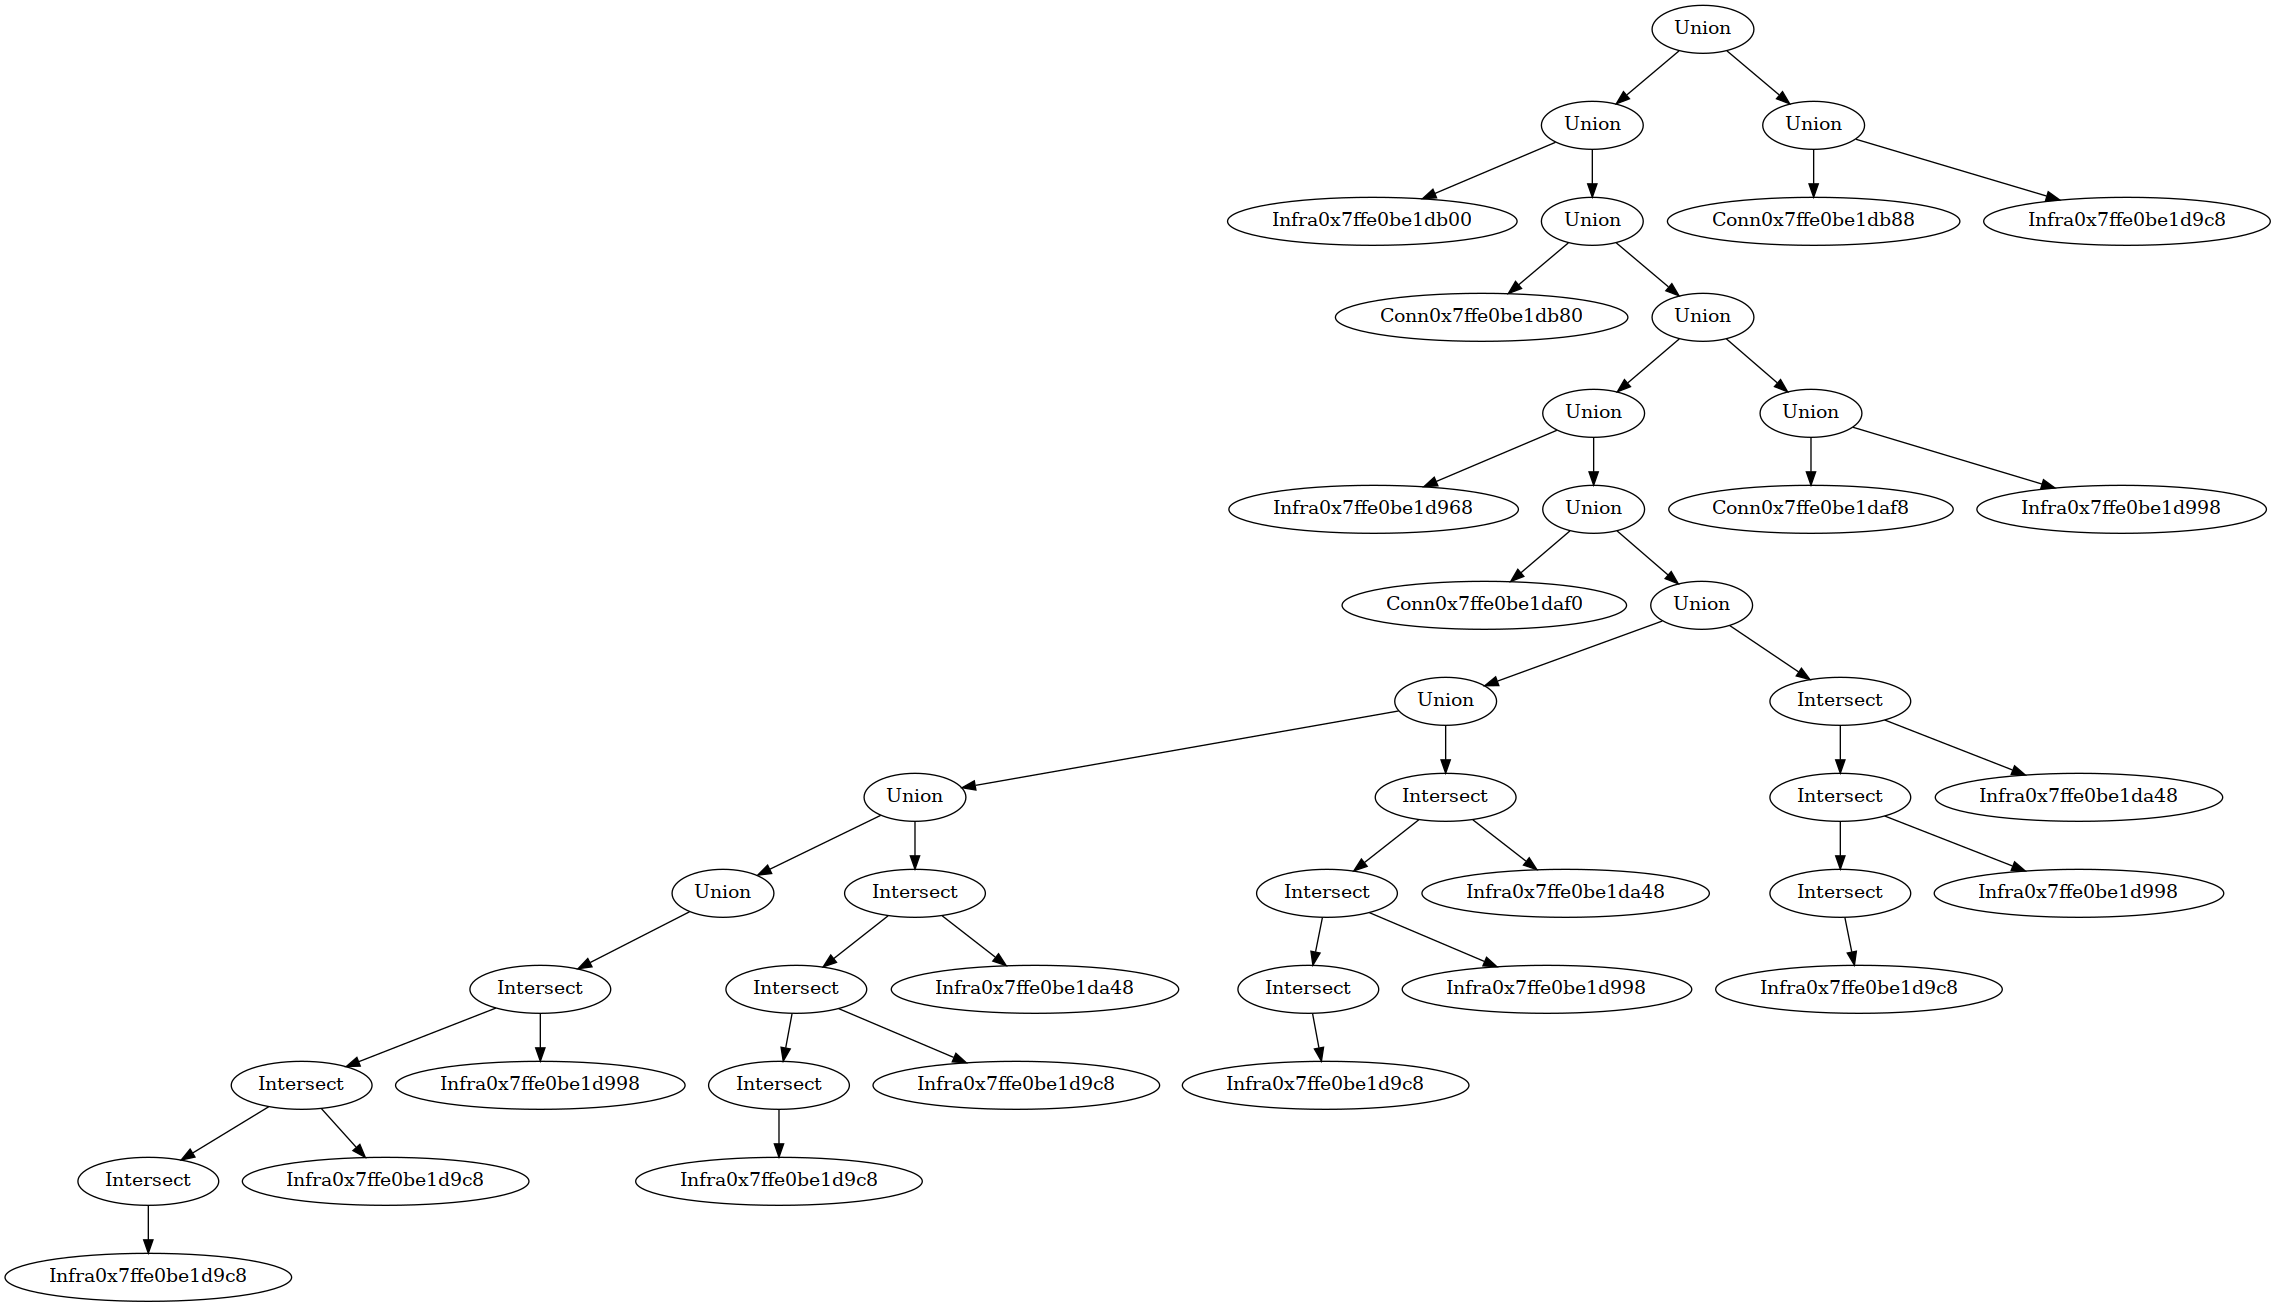 Union
Union
Union
Infra0x7ffe0be1db00
Union
Conn0x7ffe0be1db88
Infra0x7ffe0be1d9c8
Conn0x7ffe0be1db80
Union
Union
Union
Infra0x7ffe0be1d968
Union
Conn0x7ffe0be1daf8
Infra0x7ffe0be1d998
Conn0x7ffe0be1daf0
Union
Union
Intersect
Union
Intersect
Intersect
Infra0x7ffe0be1da48
Union
Intersect
Intersect
Infra0x7ffe0be1da48
Intersect
Infra0x7ffe0be1d998
Intersect
Intersect
Infra0x7ffe0be1da48
Intersect
Infra0x7ffe0be1d998
Infra0x7ffe0be1d9c8
Intersect
Infra0x7ffe0be1d998
Intersect
Infra0x7ffe0be1d9c8
Infra0x7ffe0be1d9c8
Intersect
Infra0x7ffe0be1d9c8
Infra0x7ffe0be1d9c8
Infra0x7ffe0be1d9c8